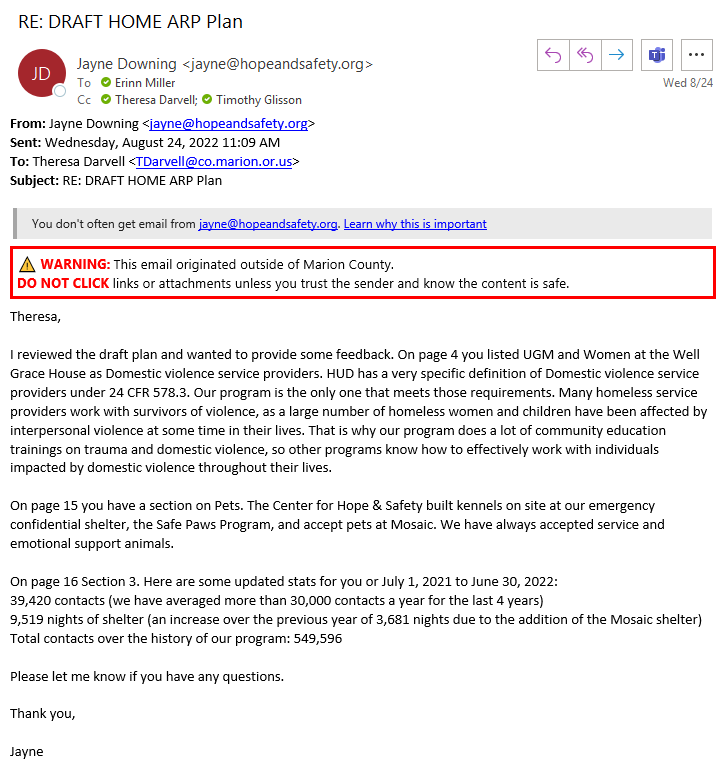 RE: DRAFT HOME ARP Plan
JD
Jayne Downing <jayne@hopeandsafety.org>
To Erinn Miller
Cc Theresa Darvell; Timothy Glisson
Wed 8/24
From: Jayne Downing <jayne@hopeandsafety.org>
Sent: Wednesday, August 24, 2022 11:09 AM
To: Theresa Darvell <TDarvell@co.marion.or.us>
Subject: RE: DRAFT HOME ARP Plan
You don't often get email from jayne@hopeandsafety.org. Learn why this is important
WARNING: This email originated outside of Marion County.
DO NOT CLICK links or attachments unless you trust the sender and know the content is safe.
Theresa,
I reviewed the draft plan and wanted to provide some feedback. On page 4 you listed UGM and Women at the Well
Grace House as Domestic violence service providers. HUD has a very specific definition of Domestic violence service
providers under 24 CFR 578.3. Our program is the only one that meets those requirements. Many homeless service
providers work with survivors of violence, as a large number of homeless women and children have been affected by
interpersonal violence at some time in their lives. That is why our program does a lot of community education
trainings on trauma and domestic violence, so other programs know how to effectively work with individuals
impacted by domestic violence throughout their lives.
On page 15 you have a section on Pets. The Center for Hope & Safety built kennels on site at our emergency
confidential shelter, the Safe Paws Program, and accept pets at Mosaic. We have always accepted service and
emotional support animals.
On page 16 Section 3. Here are some updated stats for you or July 1, 2021 to June 30, 2022:
39,420 contacts (we have averaged more than 30,000 contacts a year for the last 4 years)
9,519 nights of shelter (an increase over the previous year of 3,681 nights due to the addition of the Mosaic shelter)
Total contacts over the history of our program: 549,596
Please let me know if you have any questions.
Thank you,
Jayne